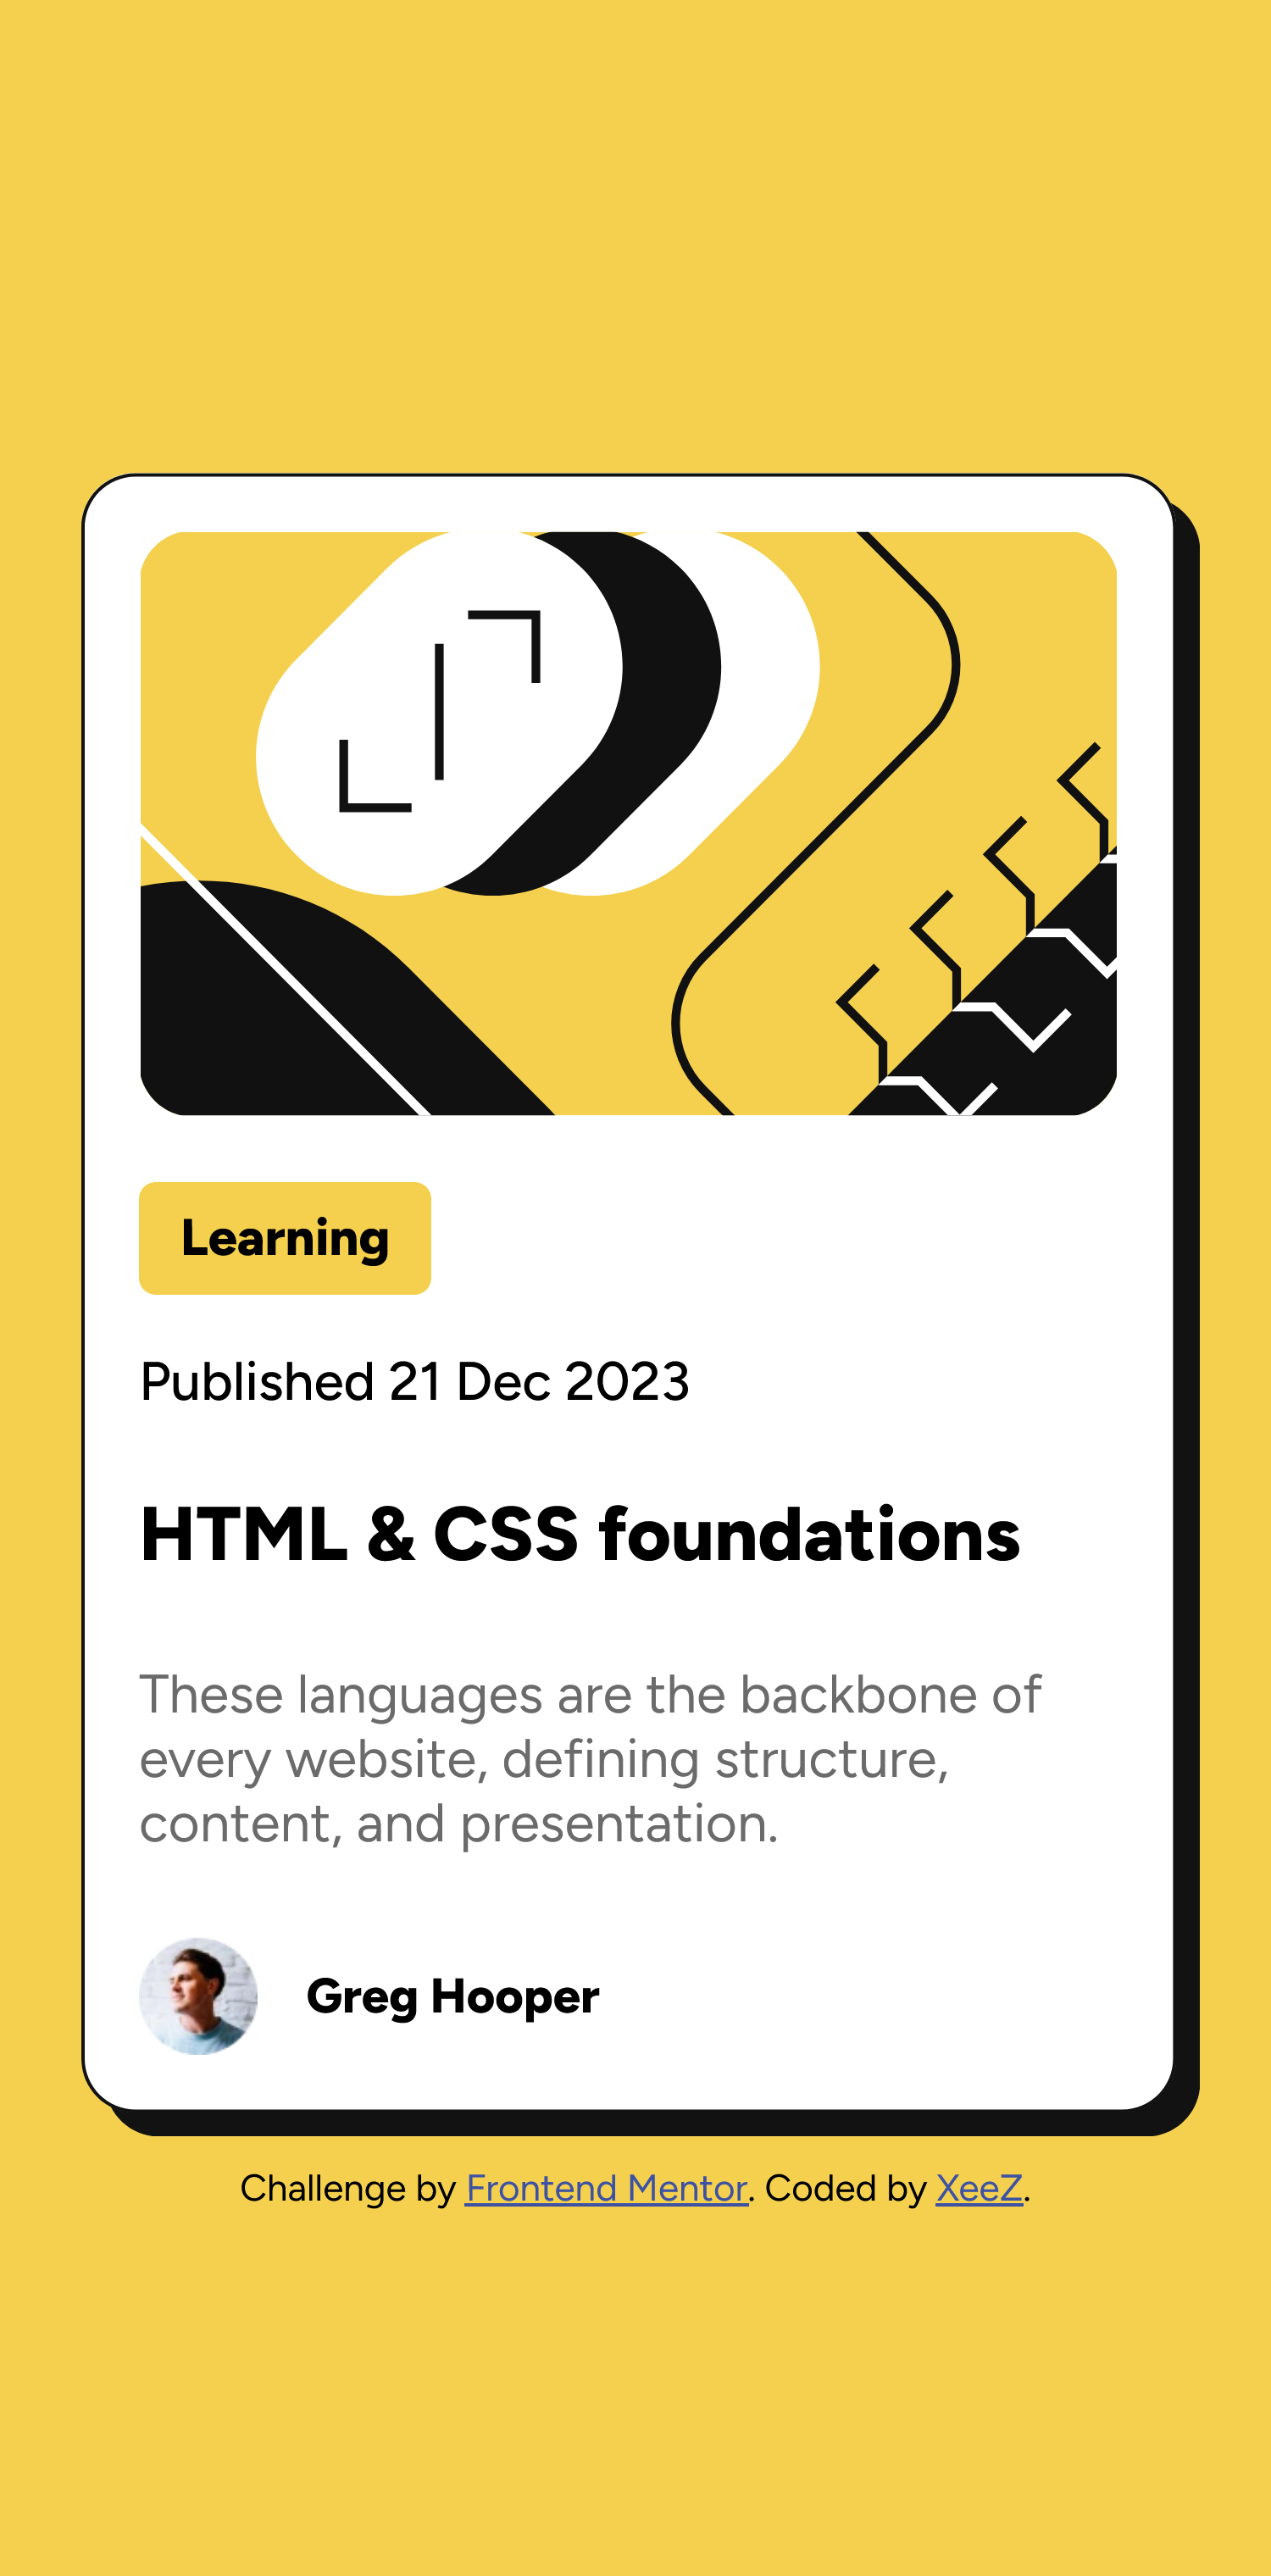 Learning
Published 21 Dec 2023
HTML & CSS foundations
These languages are the backbone of
every website, defining structure,
content, and presentation.
Greg Hooper
Challenge by Frontend Mentor. Coded by XeeZ.